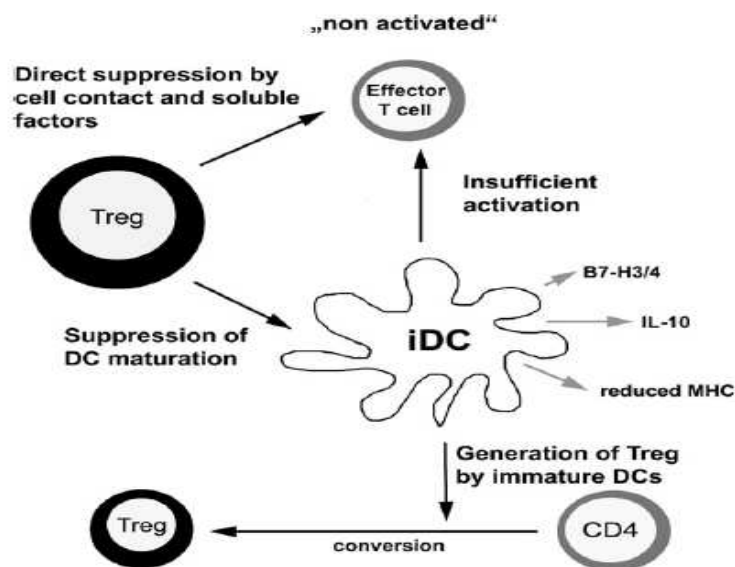 „non activated“
Direct suppression by
cell contact and soluble
factors
Effector
T cell
Treg
Insufficient
activation
B7-H3/4
IL-10
reduced MHC
iDC
Suppression of
DC maturation
Generation of Treg
by immature DCs
Treg
conversion
CD4